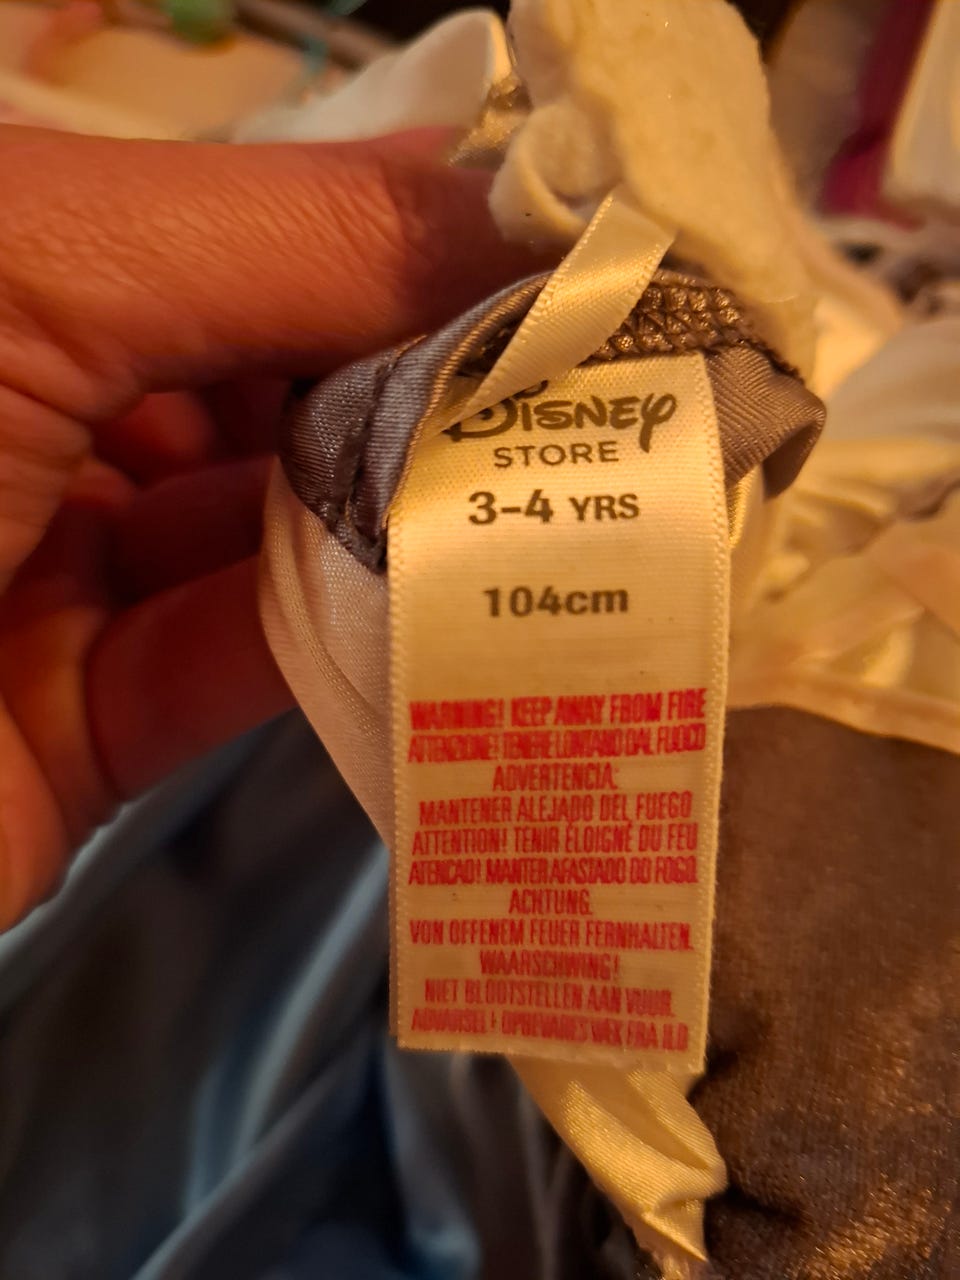 DISNEY
STORE
3-4 YRS
104cm
WARNING! KEEP AWAY FROM FIRE
ATTENZIONE! TENERE LONTANO DAL FUOCO
ADVERTENCIA:
MANTENER ALEJADO DEL FUEGO
ATTENTION! TENIR ÉLOIGNÉ DU FEU
ATENCAO! MANTER AFASTADO DO FOGO.
ACHTUNG.
VON OFFENEM FEUER FERNHALTEN.
WAARSCHWING!
NIET BLOOTSTELLEN AAN VUUR.
ADVARSEL! OPBEVARES VÆK FRA ILD